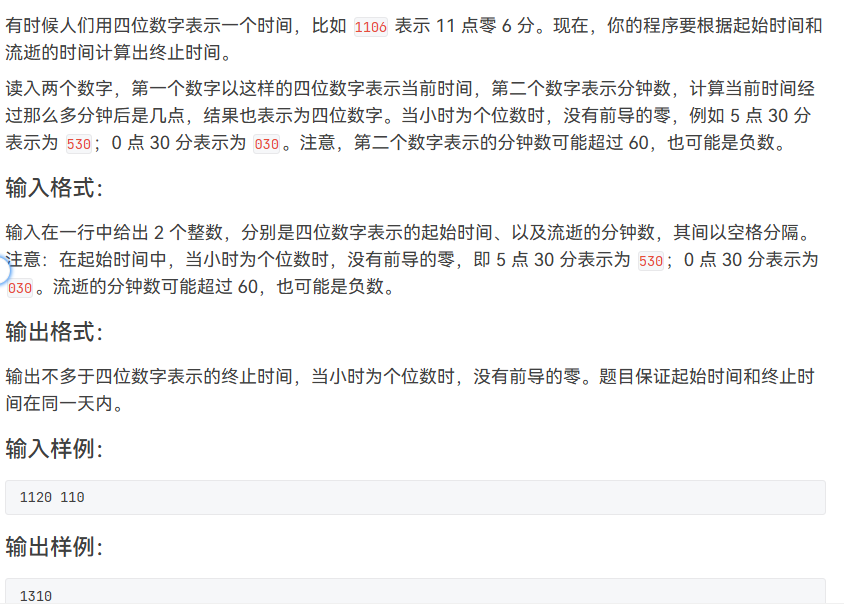 有时候人们用四位数字表示一个时间，比如 1106 表示 11 点零 6 分。现在，你的程序要根据起始时间和
流逝的时间计算出终止时间。
读入两个数字，第一个数字以这样的四位数字表示当前时间，第二个数字表示分钟数，计算当前时间经
过那么多分钟后是几点，结果也表示为四位数字。当小时为个位数时，没有前导的零，例如 5 点 30 分
表示为 530；0 点 30 分表示为 030。注意，第二个数字表示的分钟数可能超过 60，也可能是负数。
输入格式：
输入在一行中给出 2 个整数，分别是四位数字表示的起始时间、以及流逝的分钟数，其间以空格分隔。
注意：在起始时间中，当小时为个位数时，没有前导的零，即 5 点 30 分表示为 530；0 点 30 分表示为
030。流逝的分钟数可能超过 60，也可能是负数。
输出格式：
输出不多于四位数字表示的终止时间，当小时为个位数时，没有前导的零。题目保证起始时间和终止时
间在同一天内。
输入样例：
1120 110
输出样例：
1310